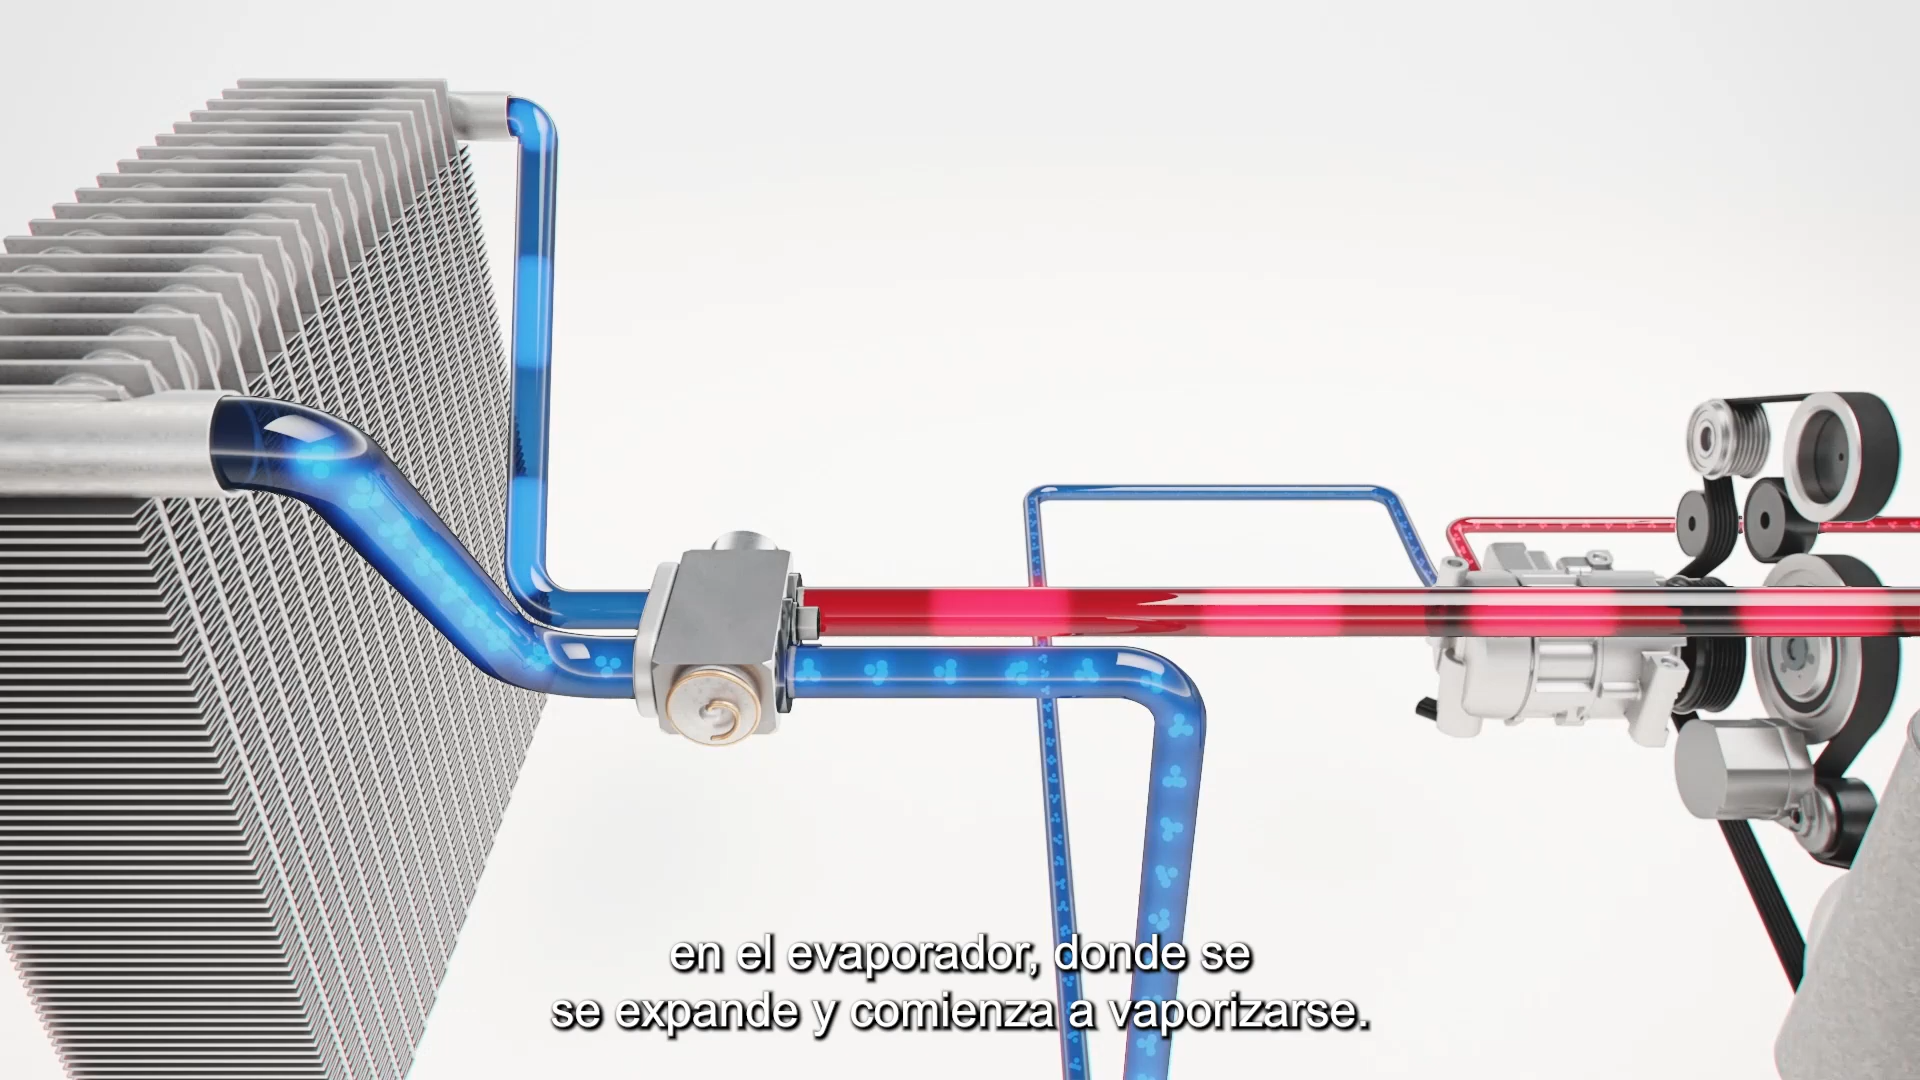 en el evaporador, donde se
se expande y comienza a vaporizarse.